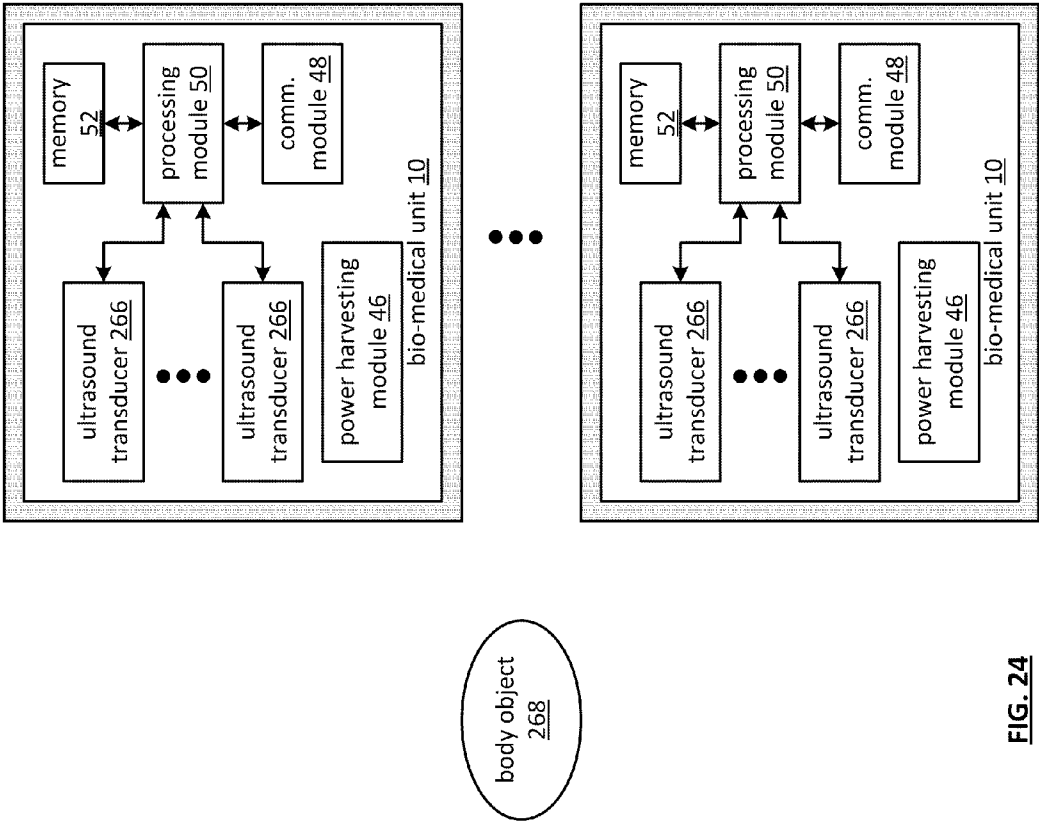 memory
52
processing
module 50
comm.
module 48
ultrasound
transducer 266
ultrasound
transducer 266
power harvesting
module 46
bio-medical unit 10
memory
52
processing
module 50
comm.
module 48
ultrasound
transducer 266
ultrasound
transducer 266
power harvesting
module 46
bio-medical unit 10
body object
268
FIG. 24